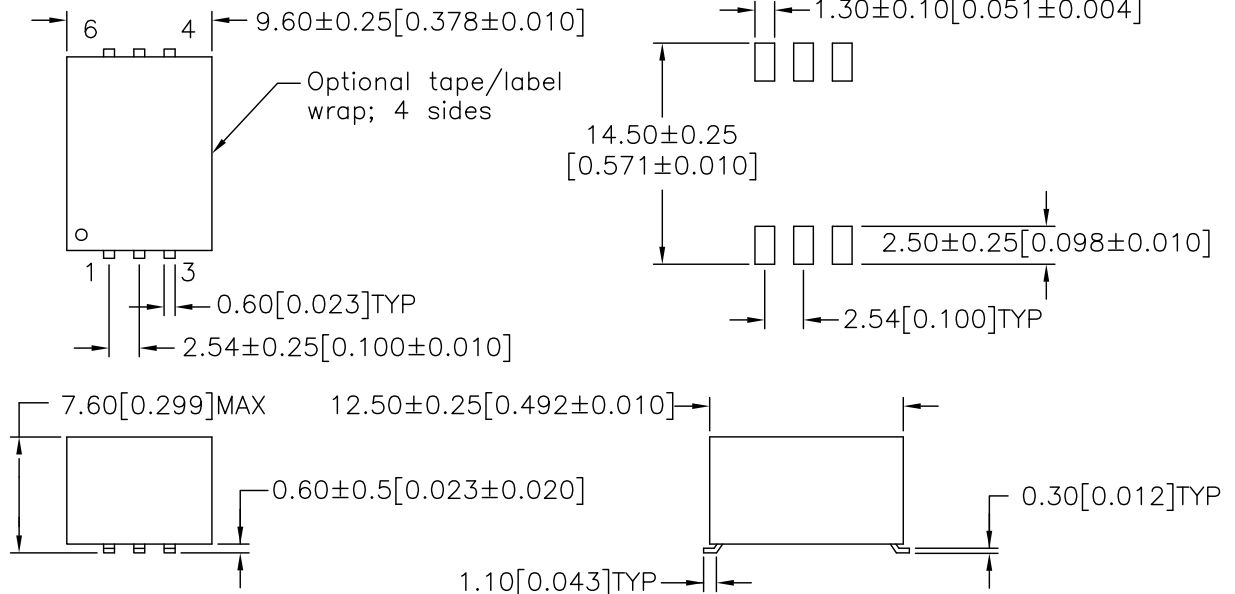 6 4
9.60±0.25[0.378±0.010]
1.30±0.10[0.051±0.004]
Optional tape/label
wrap; 4 sides
14.50±0.25
[0.571±0.010]
2.50±0.25[0.098±0.010]
1 3
0.60[0.023]TYP
2.54[0.100]TYP
2.54±0.25[0.100±0.010]
7.60[0.299]MAX
12.50±0.25[0.492±0.010]
0.60±0.5[0.023±0.020]
0.30[0.012]TYP
1.10[0.043]TYP